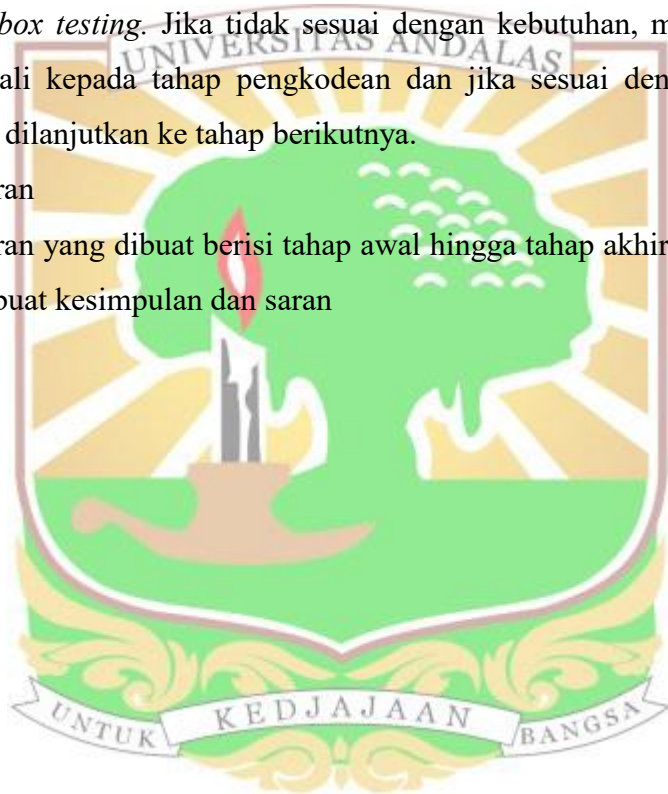 box testing. Jika tidak sesuai dengan kebutuhan, m
UNIVERSITAS ANDALAS
ali kepada tahap pengkodean dan jika sesuai den
dilanjutkan ke tahap berikutnya.
ran
ran yang dibuat berisi tahap awal hingga tahap akhir
buat kesimpulan dan saran
UNTUK KEDJAJAAN BANGSA